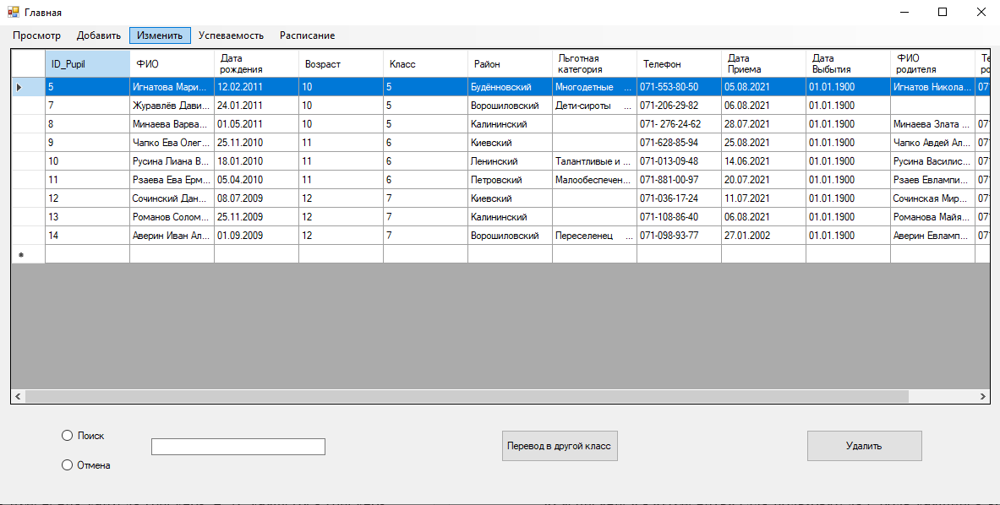 Главная
Просмотр Добавить Изменить Успеваемость Расписание
ID_Pupil ФИО Дата рождения Возраст Класс Район Льготная категория Телефон Дата Приема Дата Выбытия ФИО родителя
5 Игнатова Мари... 12.02.2011 10 5 Будённовский Многодетные ... 071-553-80-50 05.08.2021 01.01.1900 Игнатов Никола... 07
7 Журавлёв Дави... 24.01.2011 10 5 Ворошиловский Дети-сироты ... 071-206-29-82 06.08.2021 01.01.1900
8 Минаева Варва... 01.05.2011 10 5 Калининский 071- 276-24-62 28.07.2021 01.01.1900 Минаева Злата ... 07
9 Чапко Ева Олег... 25.11.2010 11 6 Киевский 071-628-85-94 25.08.2021 01.01.1900 Чапко Авдей Ал... 07
10 Русина Лиана В... 18.01.2010 11 6 Ленинский Талантливые и ... 071-013-09-48 14.06.2021 01.01.1900 Русина Василис... 07
11 Рзаева Ева Ерм... 05.04.2010 11 6 Петровский Малообеспечен... 071-881-00-97 20.07.2021 01.01.1900 Рзаев Евлампи... 07
12 Сочинский Дан... 08.07.2009 12 7 Киевский 071-036-17-24 11.07.2021 01.01.1900 Сочинская Мир... 07
13 Романов Солом... 25.11.2009 12 7 Калининский 071-108-86-40 06.08.2021 01.01.1900 Романова Майя... 07
14 Аверин Иван Ал... 01.09.2009 12 7 Ворошиловский Переселенец ... 071-098-93-77 27.01.2002 01.01.1900 Аверин Евламп... 07
Поиск
Отмена
Перевод в другой класс
Удалить